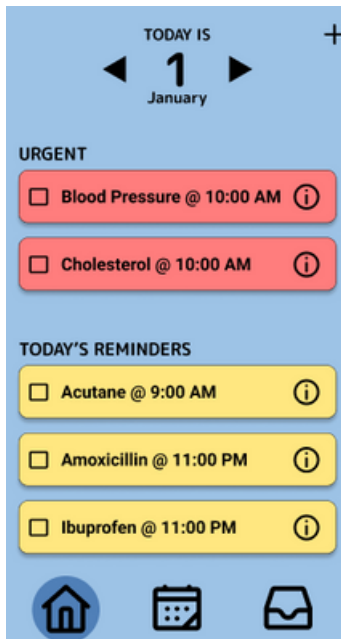 TODAY IS
1
January
URGENT
Blood Pressure @ 10:00 AM
Cholesterol @ 10:00 AM
TODAY'S REMINDERS
Acutane @ 9:00 AM
Amoxicillin @ 11:00 PM
Ibuprofen @ 11:00 PM